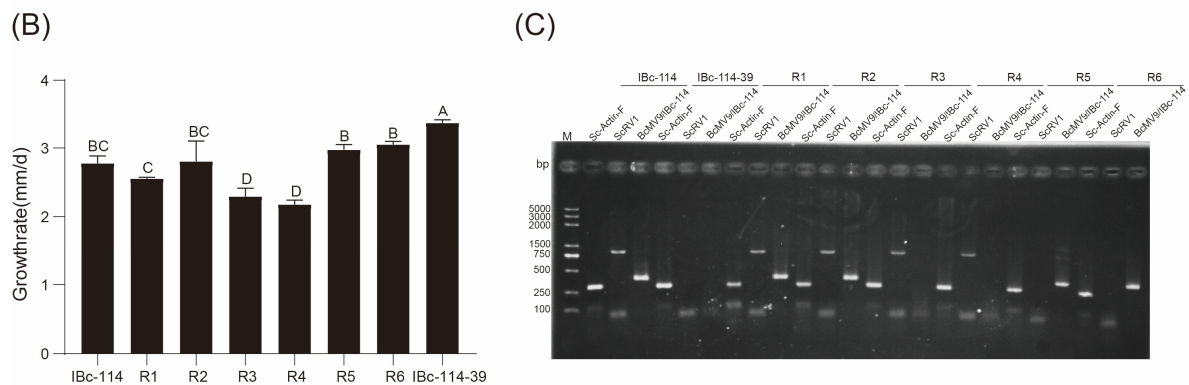 (B)
Growthrate(mm/d)
4
3
2
1
0
BC
C
BC
D
D
B
B
A
IBc-114
R1
R2
R3
R4
R5
R6
IBc-114-39
(C)
IBc-114
IBc-114-39
R1
R2
R3
R4
R5
R6
M
Sc-Actin-F
ScRV1
BcMV9/IBc-114
Sc-Actin-F
ScRV1
BcMV9/IBc-114
Sc-Actin-F
ScRV1
BcMV9/IBc-114
Sc-Actin-F
ScRV1
BcMV9/IBc-114
Sc-Actin-F
ScRV1
BcMV9/IBc-114
Sc-Actin-F
ScRV1
BcMV9/IBc-114
Sc-Actin-F
ScRV1
BcMV9/IBc-114
Sc-Actin-F
ScRV1
BcMV9/IBc-114
bp
5000
3000
2000
1500
750
500
250
100